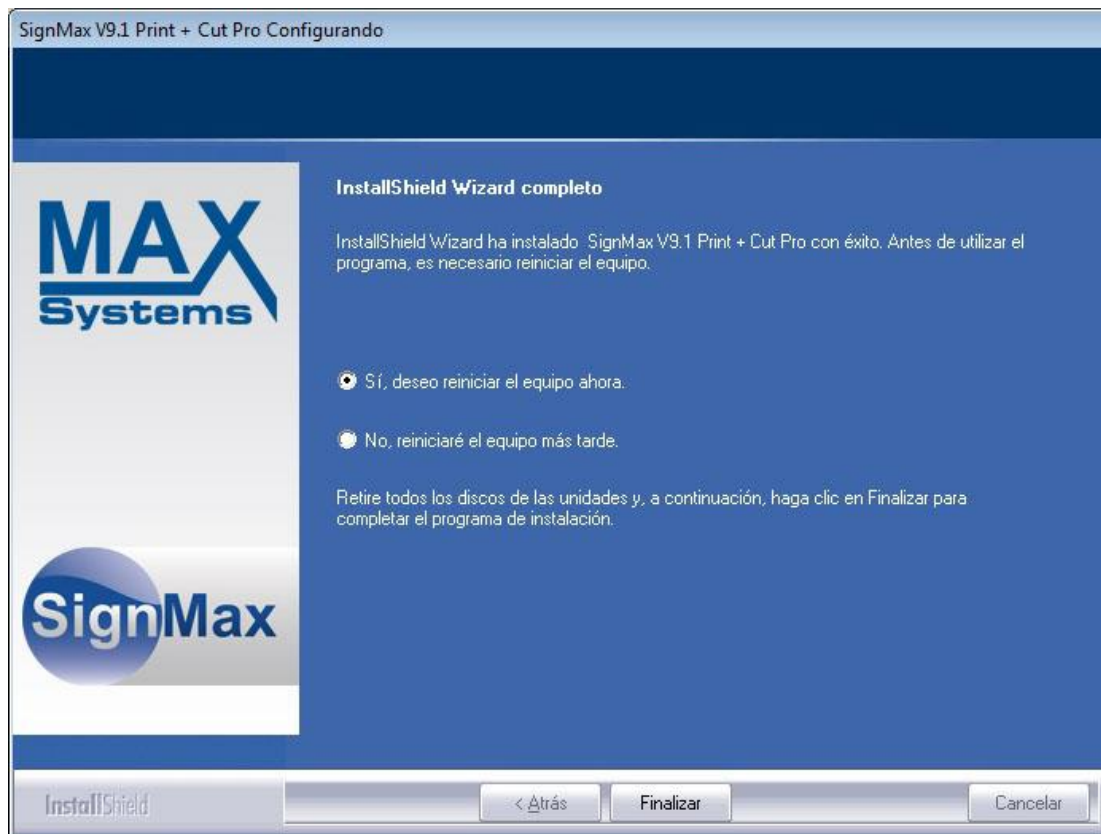 SignMax V9.1 Print + Cut Pro Configurando
MAX
Systems
InstallShield Wizard completo
InstallShield Wizard ha instalado SignMax V9.1 Print + Cut Pro con éxito. Antes de utilizar el
programa, es necesario reiniciar el equipo.
Sí, deseo reiniciar el equipo ahora.
No, reiniciaré el equipo más tarde.
Retire todos los discos de las unidades y, a continuación, haga clic en Finalizar para
completar el programa de instalación.
SignMax
InstallShield
< Atrás
Finalizar
Cancelar